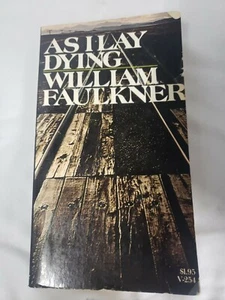 AS I LAY
DYING
WILLIAM
FAULKNER
$1.95
V-254